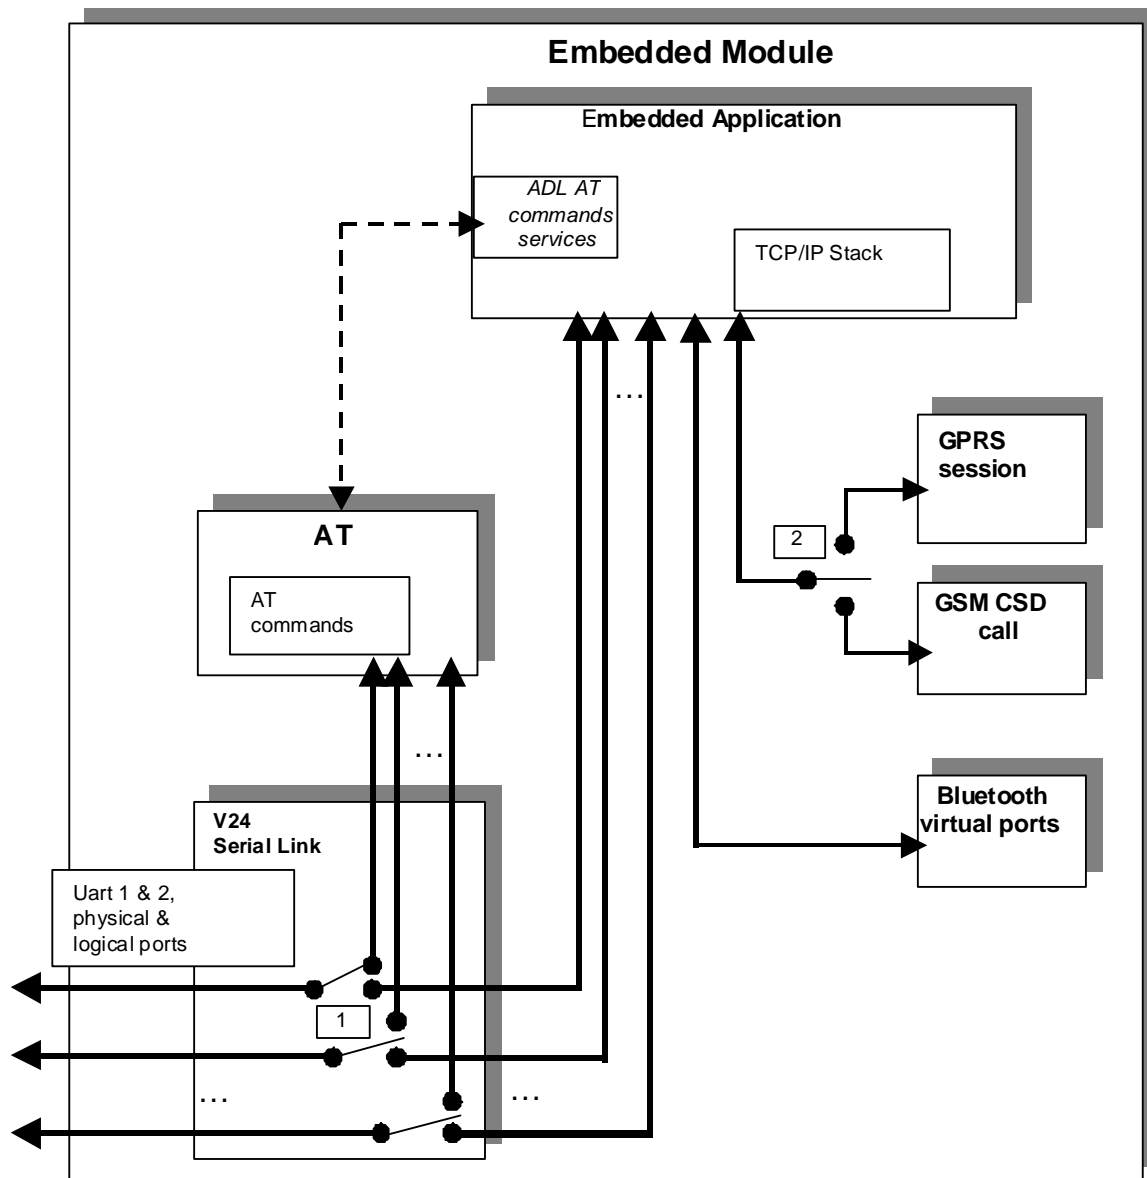 Embedded Module
Embedded Application
ADL AT
commands
services
TCP/IP Stack
...
GPRS
session
AT
2
AT
commands
GSM CSD
call
...
Bluetooth
virtual ports
V24
Serial Link
Uart 1 & 2,
physical &
logical ports
1
...
...